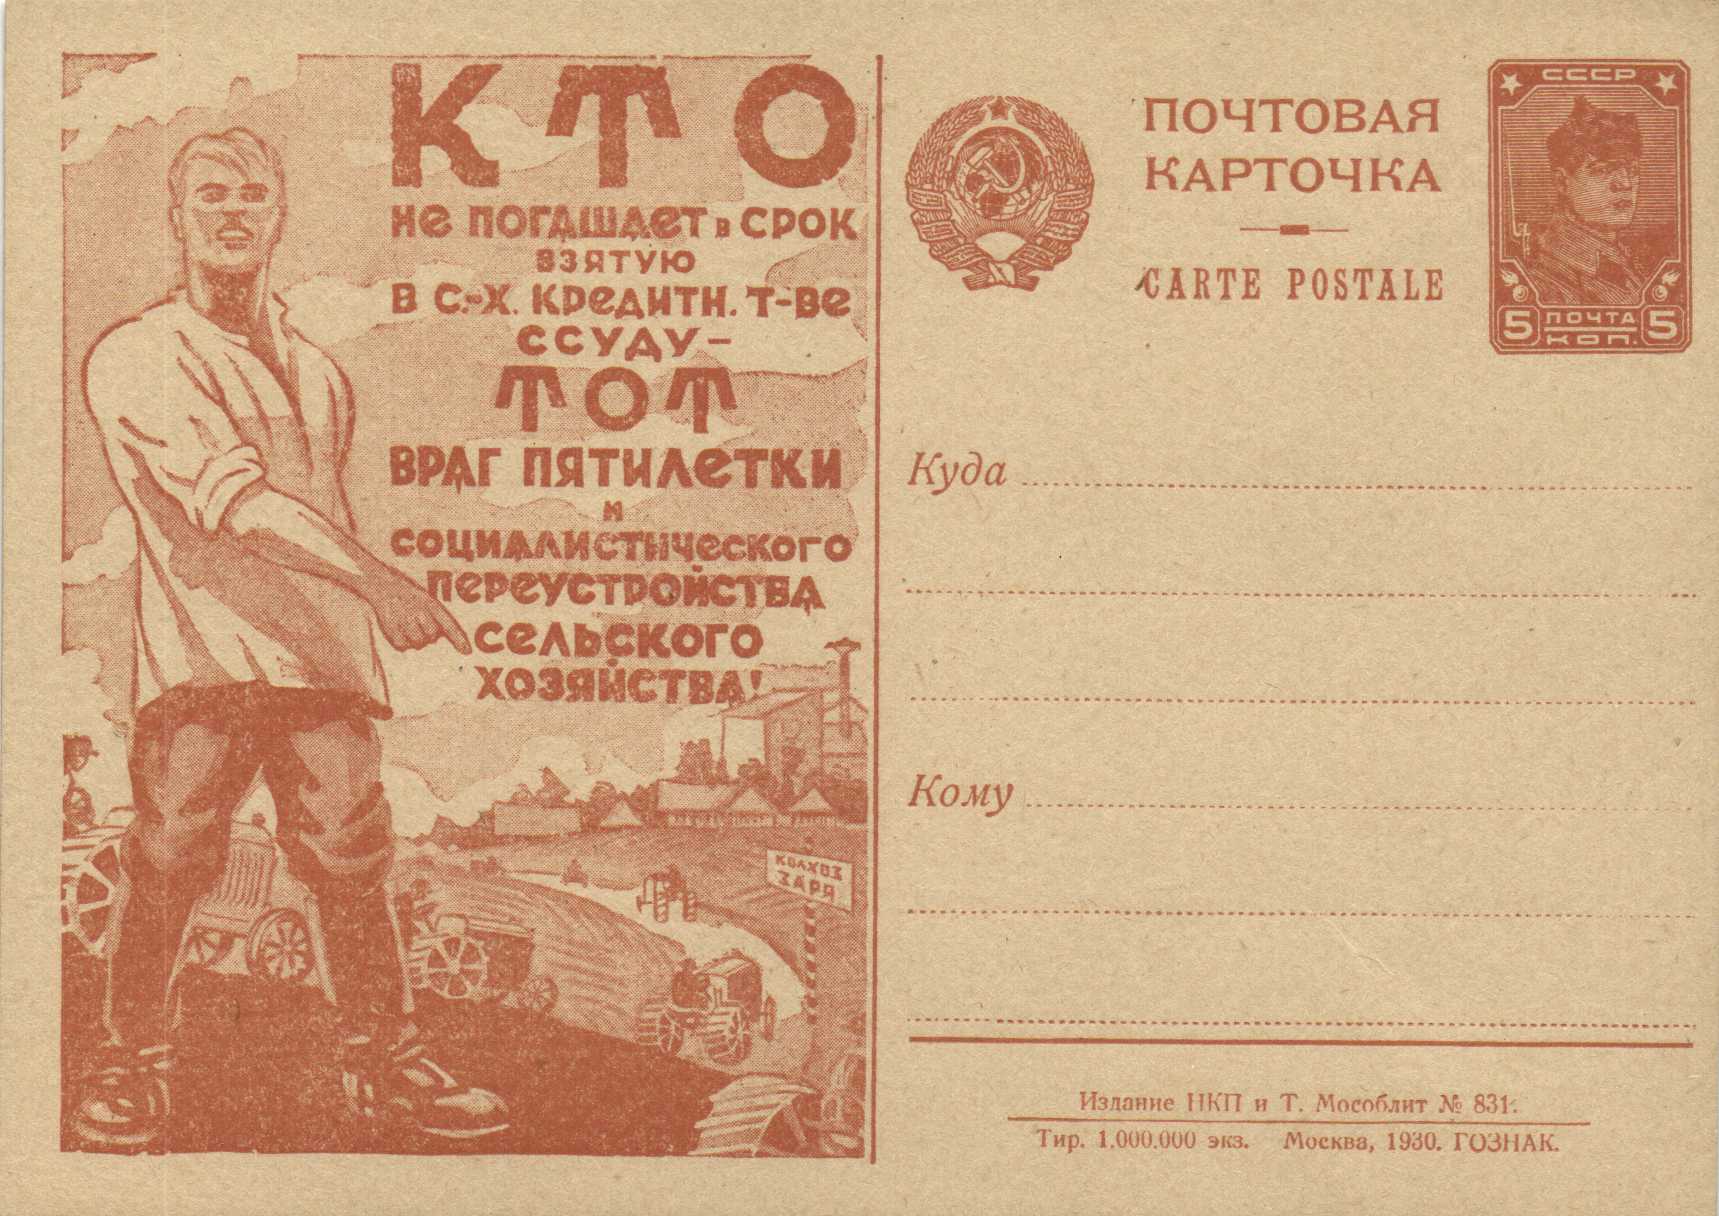 КТО
НЕ ПОГАШАЕТ В СРОК
ВЗЯТУЮ
В С.-Х. КРЕДИТН. Т-ВЕ
ССУДУ –
ТОТ
ВРАГ ПЯТИЛЕТКИ
И
СОЦИАЛИСТИЧЕСКОГО
ПЕРЕУСТРОЙСТВА
СЕЛЬСКОГО
ХОЗЯЙСТВА!
КОЛХОЗ
ЗАРЯ
ПОЧТОВАЯ
КАРТОЧКА
CARTE POSTALE
СССР
5 ПОЧТА 5
КОП.
Куда
Кому
Издание НКП и Т. Мособлит № 831.
Тир. 1.000.000 экз. Москва, 1930. ГОЗНАК.